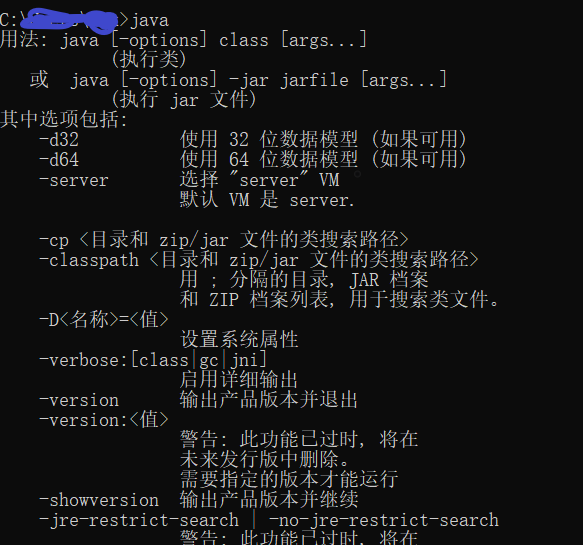 C:\>java
用法: java [-options] class [args...]
(执行类)
或 java [-options] -jar jarfile [args...]
(执行 jar 文件)
其中选项包括:
-d32 使用 32 位数据模型 (如果可用)
-d64 使用 64 位数据模型 (如果可用)
-server 选择 "server" VM
默认 VM 是 server.
-cp <目录和 zip/jar 文件的类搜索路径>
-classpath <目录和 zip/jar 文件的类搜索路径>
用 ; 分隔的目录, JAR 档案
和 ZIP 档案列表, 用于搜索类文件。
-D<名称>=<值>
设置系统属性
-verbose:[class|gc|jni]
启用详细输出
-version 输出产品版本并退出
-version:<值>
警告: 此功能已过时, 将在
未来发行版中删除。
需要指定的版本才能运行
-showversion 输出产品版本并继续
-jre-restrict-search | -no-jre-restrict-search
警告: 此功能已过时, 将在